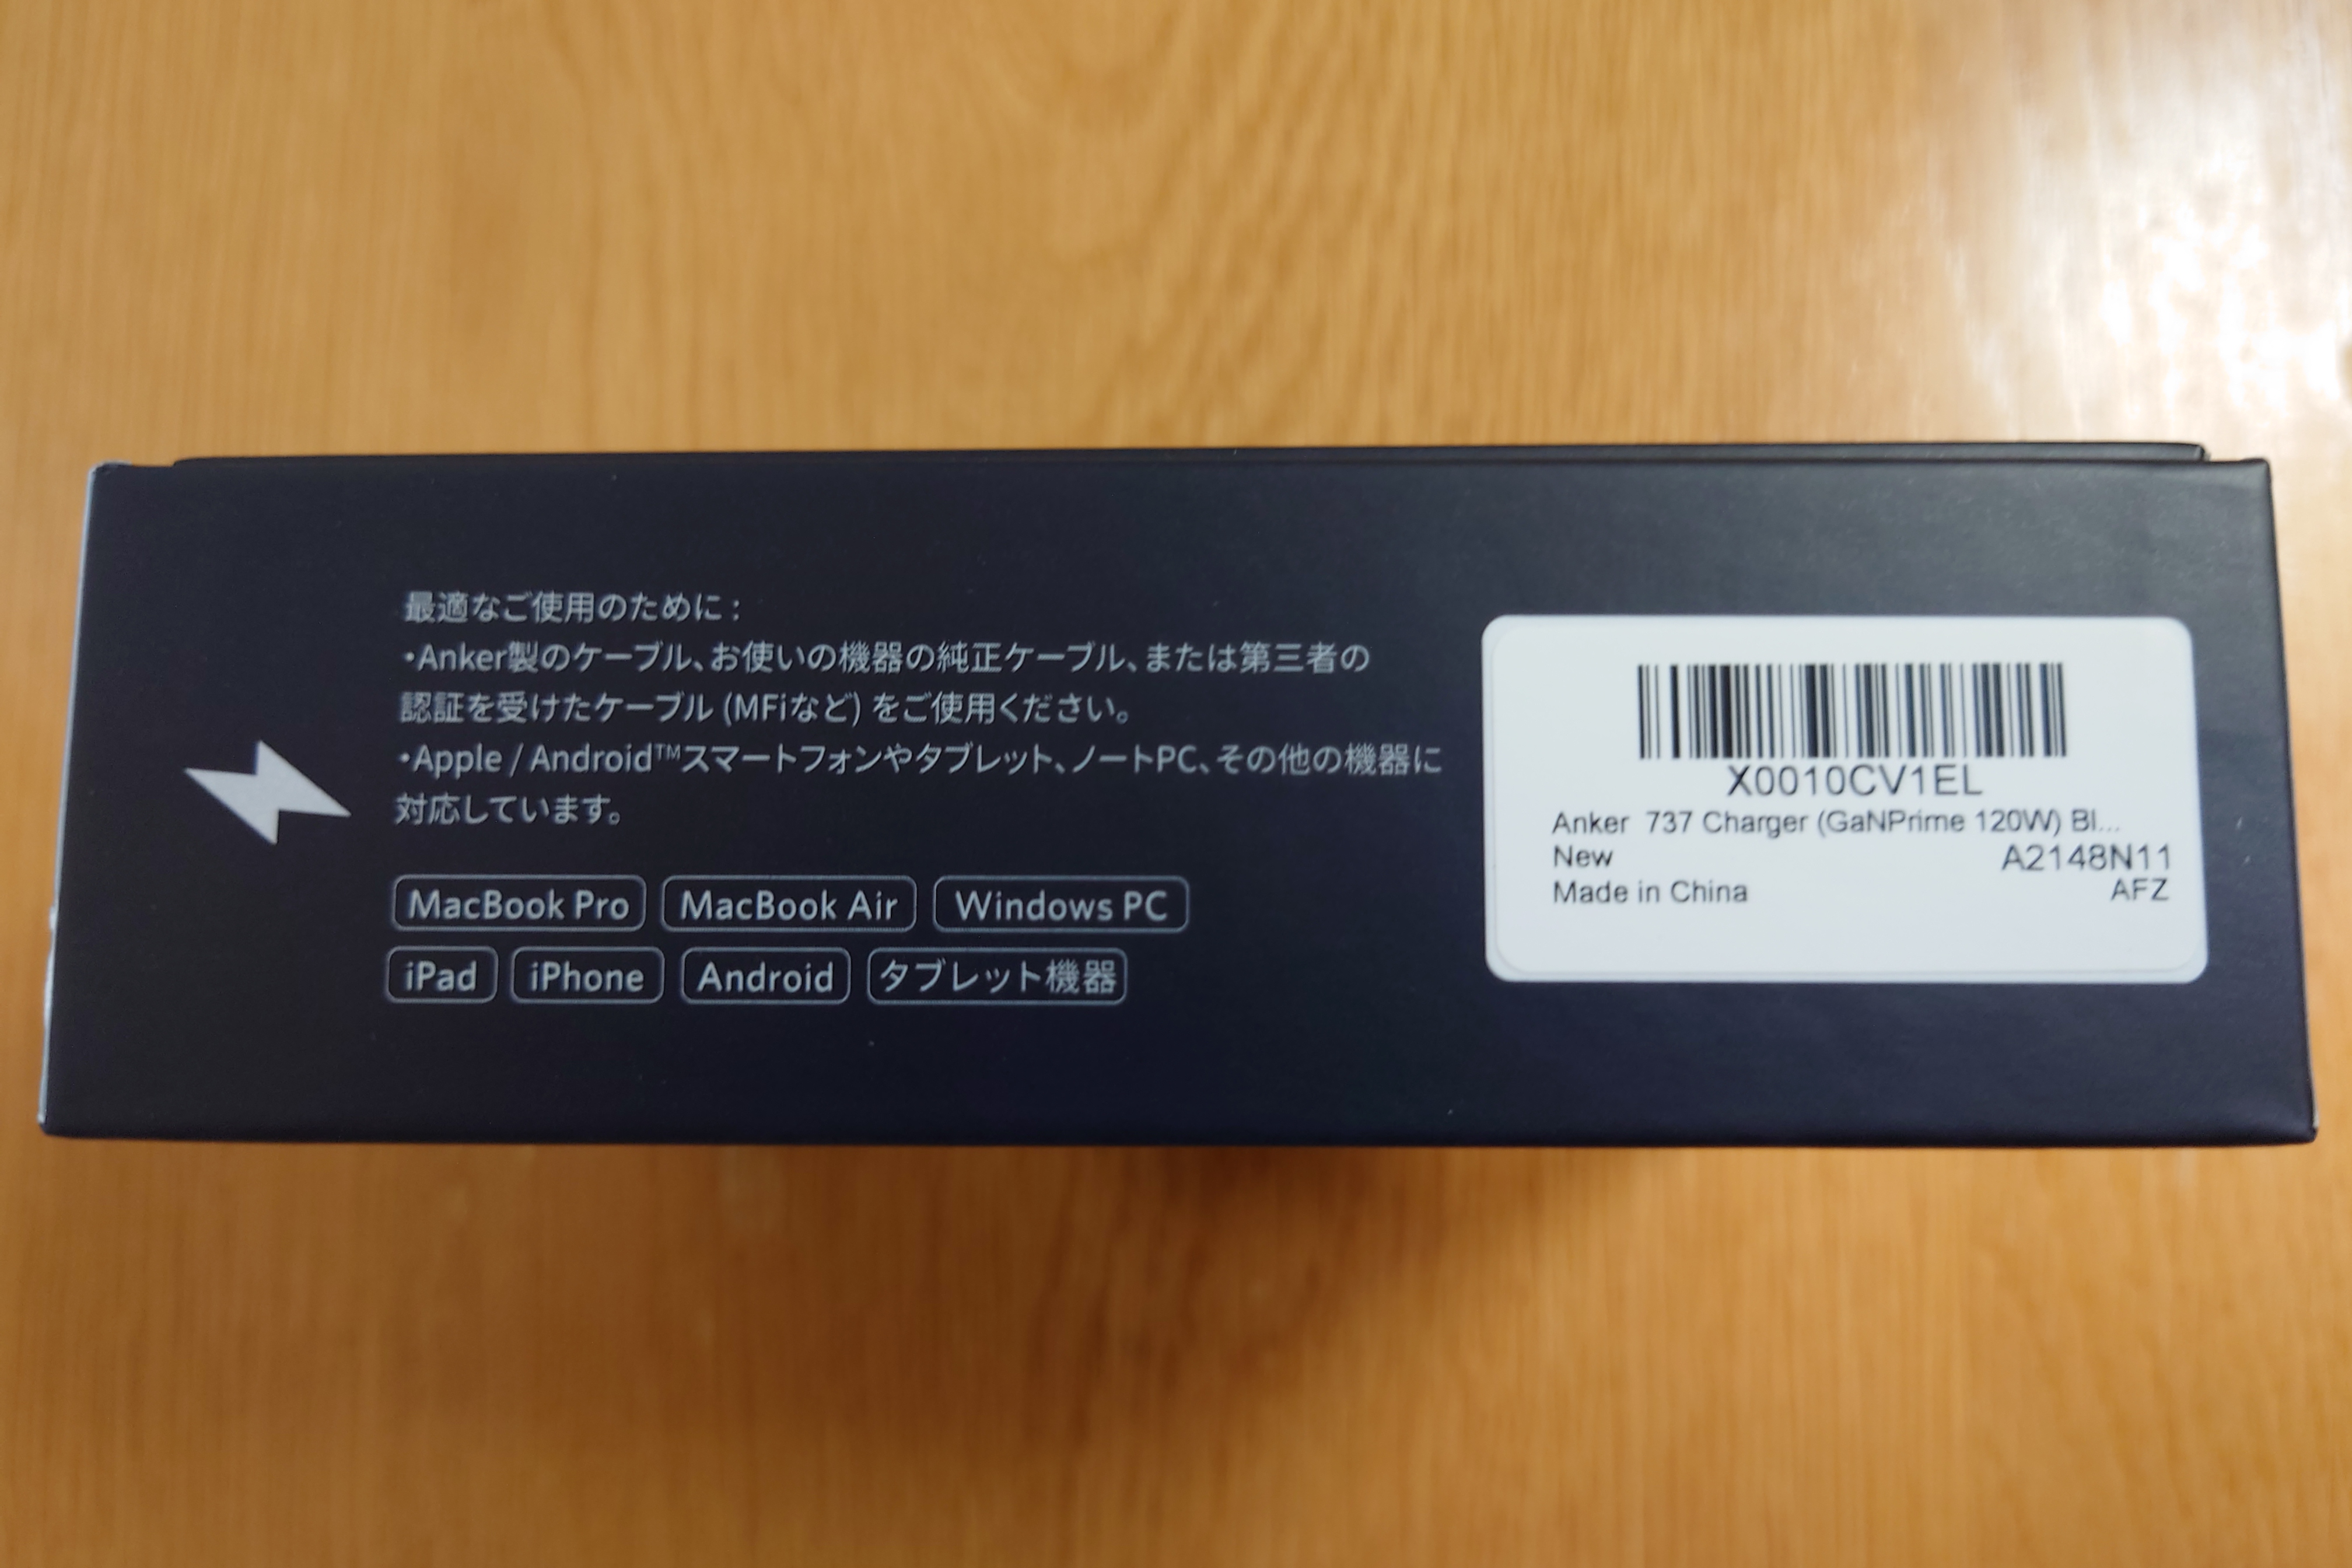 最適なご使用のために：
・Anker製のケーブル、お使いの機器の純正ケーブル、または第三者の
認証を受けたケーブル (MFiなど) をご使用ください。
・Apple / Android™スマートフォンやタブレット、ノートPC、その他の機器に
対応しています。
MacBook Pro MacBook Air Windows PC
iPad iPhone Android タブレット機器
X0010CV1EL
Anker 737 Charger (GaNPrime 120W) Bl...
New A2148N11
Made in China AFZ